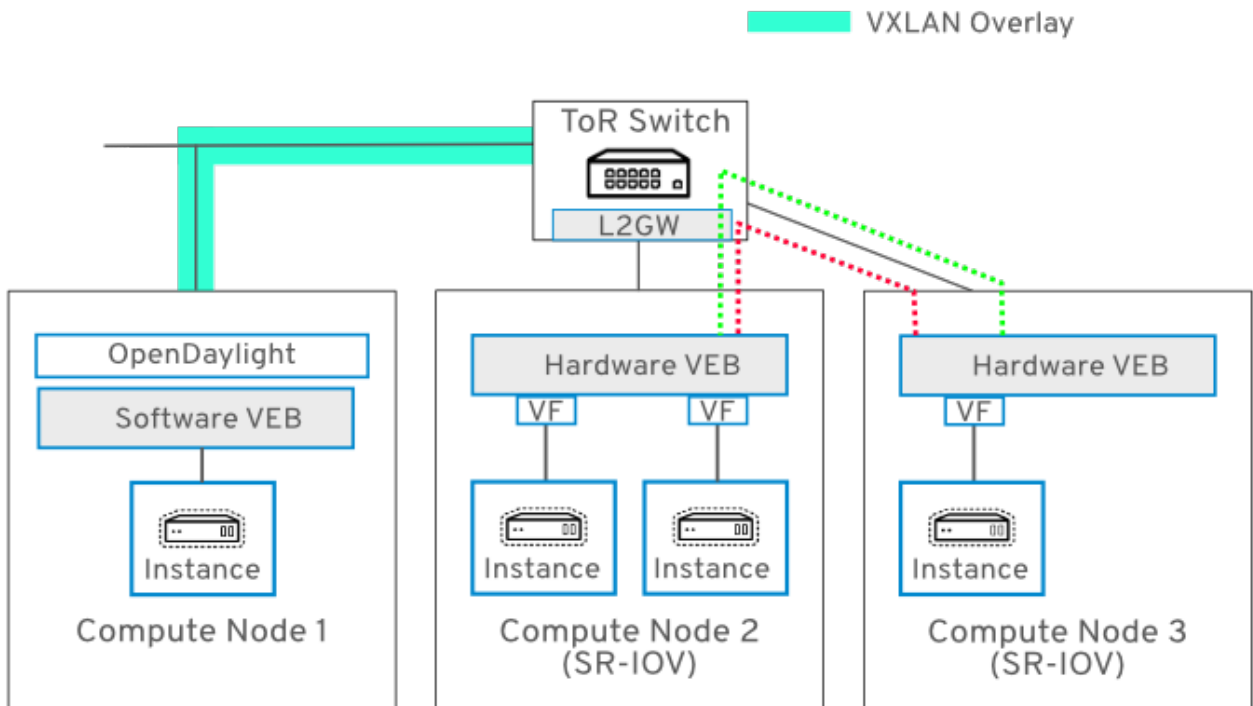 VXLAN Overlay
ToR Switch
L2GW
OpenDaylight
Software VEB
Instance
Compute Node 1
Hardware VEB
VF
VF
Instance
Instance
Compute Node 2
(SR-IOV)
Hardware VEB
VF
Instance
Compute Node 3
(SR-IOV)